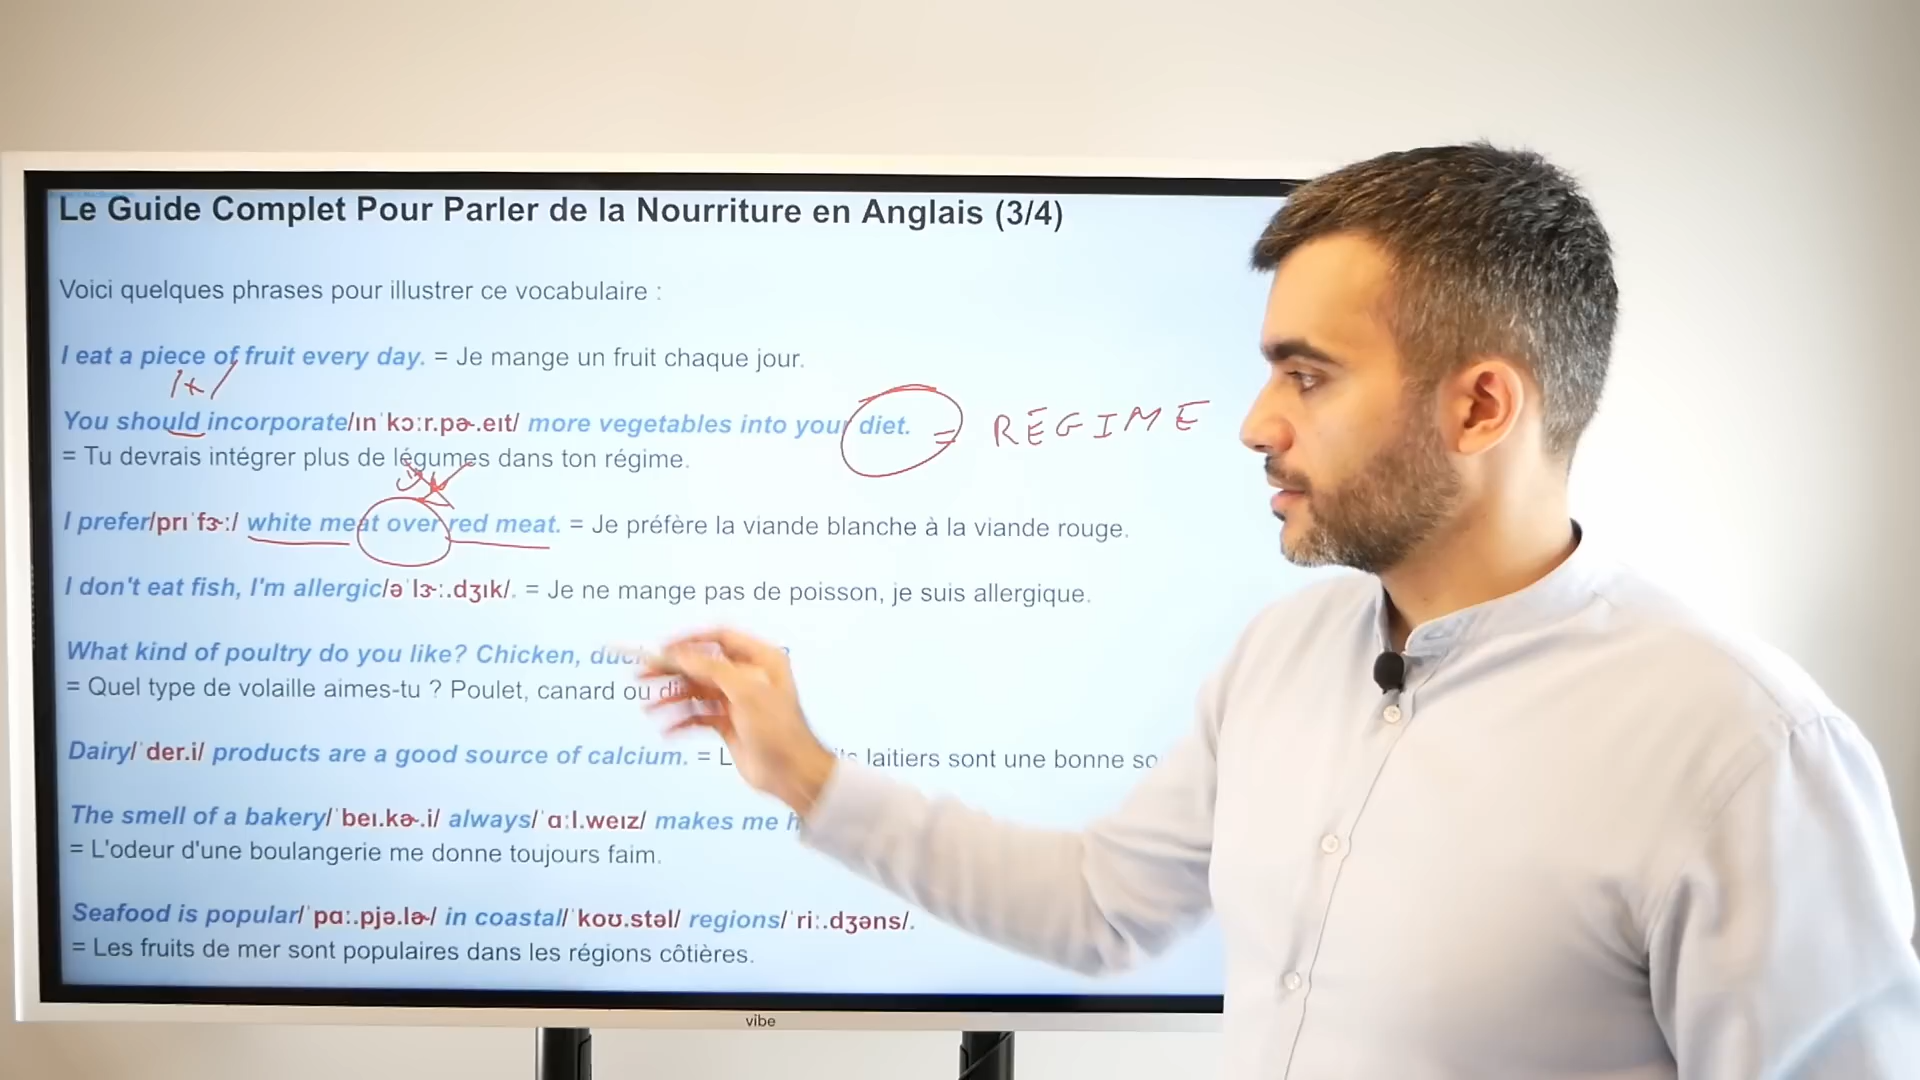 Le Guide Complet Pour Parler de la Nourriture en Anglais (3/4)
Voici quelques phrases pour illustrer ce vocabulaire :
I eat a piece of fruit every day. = Je mange un fruit chaque jour.
You should incorporate/ɪnˈkɔːr.pɚ.eɪt/ more vegetables into your diet. = RÉGIME
= Tu devrais intégrer plus de légumes dans ton régime.
I prefer/prɪˈfɝː/ white meat over red meat. = Je préfère la viande blanche à la viande rouge.
I don't eat fish, I'm allergic/əˈlɝː.dʒɪk/. = Je ne mange pas de poisson, je suis allergique.
What kind of poultry do you like? Chicken, duck
= Quel type de volaille aimes-tu ? Poulet, canard ou
Dairy/ˈder.i/ products are a good source of calcium. = laitiers sont une bonne
The smell of a bakery/ˈbeɪ.kɚ.i/ always/ˈɑːl.weɪz/ makes me
= L'odeur d'une boulangerie me donne toujours faim.
Seafood is popular/ˈpɑː.pjə.lɚ/ in coastal/ˈkoʊ.stəl/ regions/ˈriː.dʒəns/.
= Les fruits de mer sont populaires dans les régions côtières.
vibe